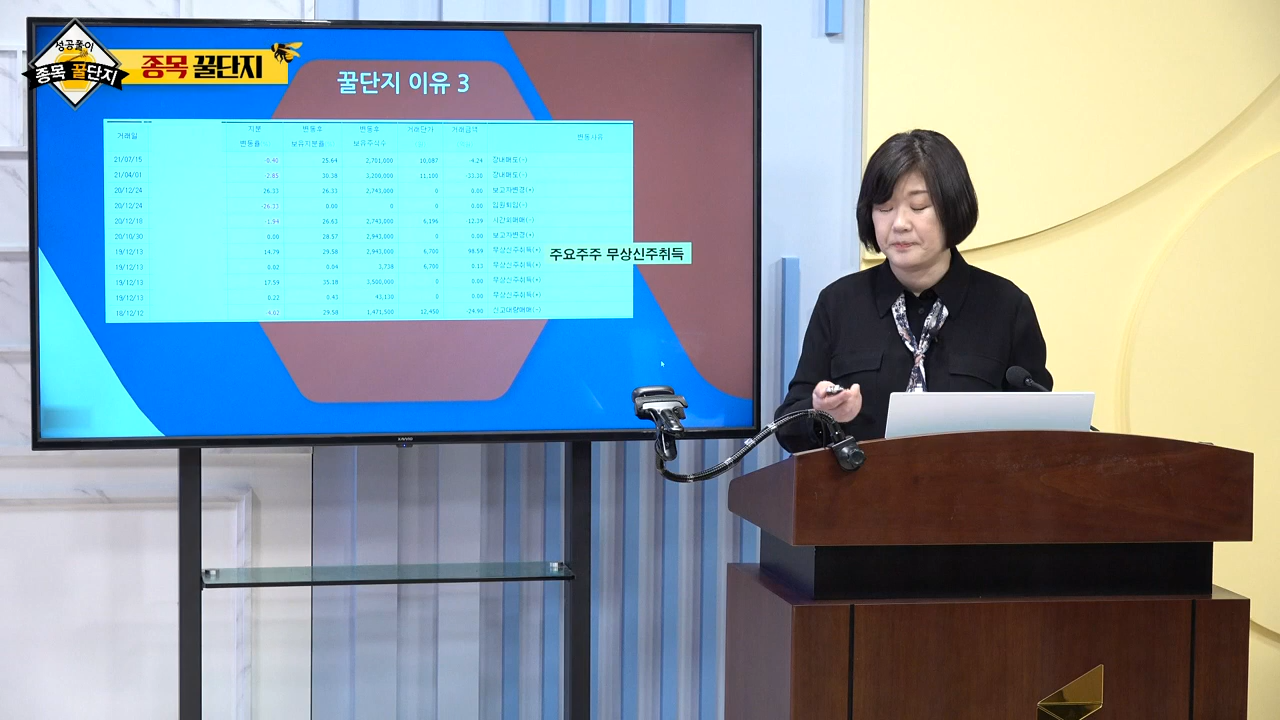 성공풀이
종목 꿀단지
종목 꿀단지
꿀단지 이유 3
거래일 지분 변동후 변동후 거래단가 거래금액 변동사유
변동율 보유지분율 보유주식수
21/07/15 -0.40 25.64 2,701,000 10,087 -4.24 장내매도(-)
21/04/01 -2.85 30.38 3,200,000 11,100 -33.30 장내매도(-)
20/12/24 26.33 26.33 2,743,000 0 0.00 보고자변경(+)
20/12/24 -26.33 0.00 0 0 0.00 임원퇴임(-)
20/12/18 -1.94 26.63 2,743,000 6,196 -12.39 시간외매매(-)
20/10/30 0.00 28.57 2,943,000 0 0.00 보고자변경(+)
19/12/13 14.79 29.58 2,943,000 6,700 98.59 무상신주취득(+)
주요주주 무상신주취득
19/12/13 0.02 0.04 3,738 6,700 0.13 무상신주취득(+)
19/12/13 17.59 35.18 3,500,000 0 0.00 무상신주취득(+)
19/12/13 0.22 0.43 43,130 0 0.00 무상신주취득(+)
18/12/12 29.58 1,471,500 12,450 -24.90 신고대량매매(-)